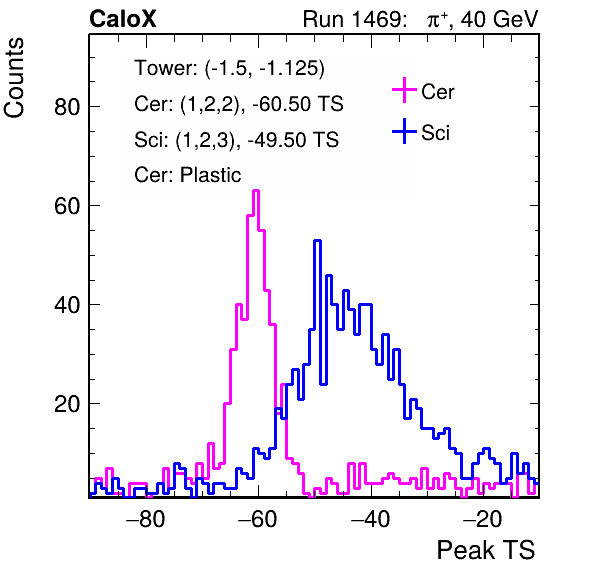 CaloX Run 1469: π⁺, 40 GeV
Counts
Tower: (-1.5, -1.125)
Cer: (1,2,2), -60.50 TS
Sci: (1,2,3), -49.50 TS
Cer: Plastic
Cer
Sci
80
60
40
20
−80 −60 −40 −20
Peak TS